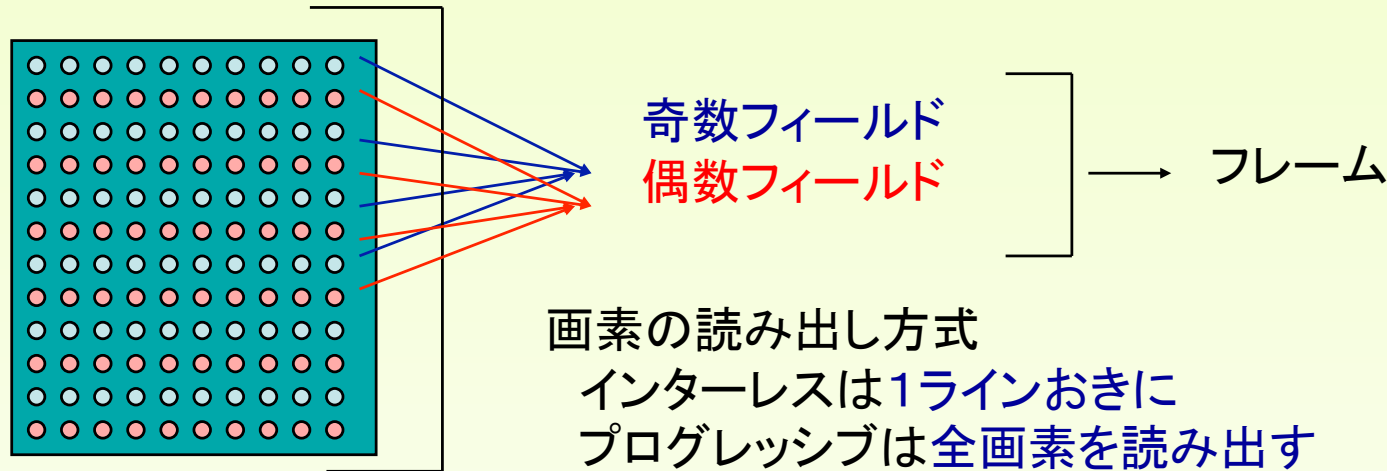 奇数フィールド
偶数フィールド
フレーム
画素の読み出し方式
インターレスは1ラインおきに
プログレッシブは全画素を読み出す